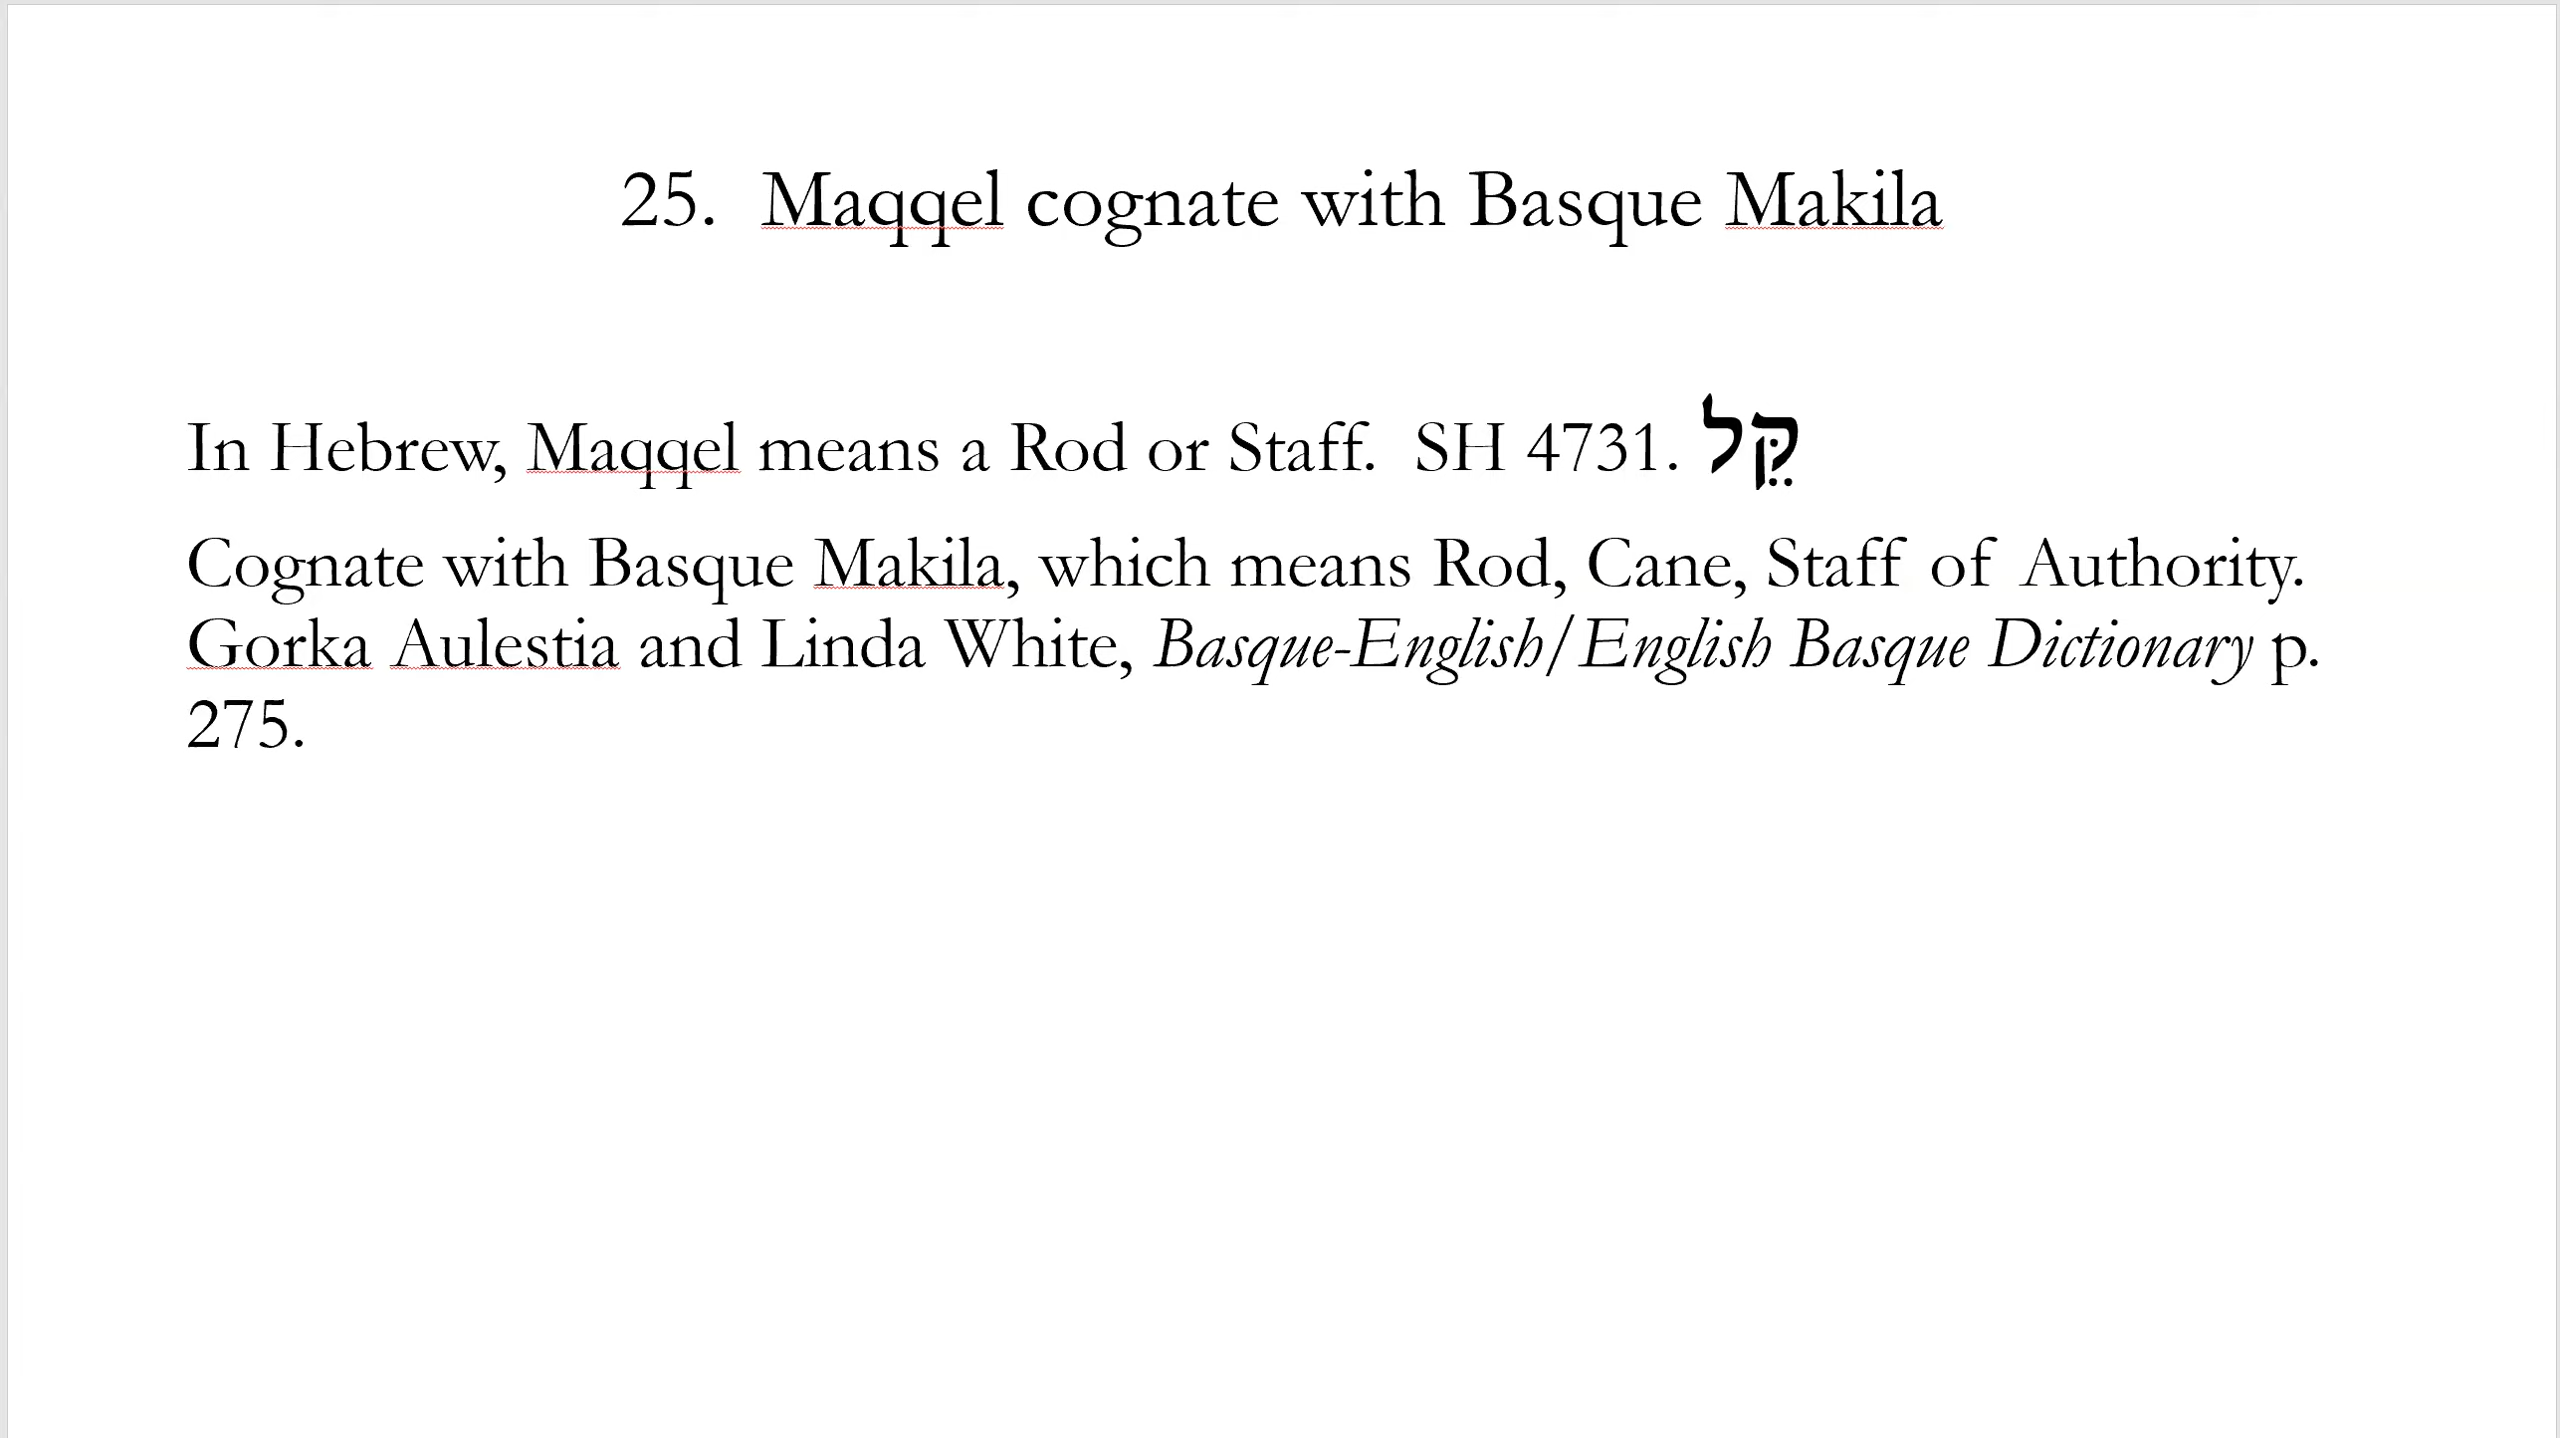 25. Maqqel cognate with Basque Makila
In Hebrew, Maqqel means a Rod or Staff. SH 4731. קֵּל
Cognate with Basque Makila, which means Rod, Cane, Staff of Authority.
Gorka Aulestia and Linda White, Basque-English/English Basque Dictionary p.
275.